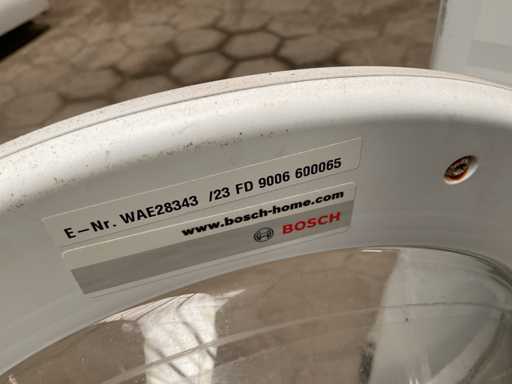 E-Nr. WAE28343 /23 FD 9006 600065
www.bosch-home.com
BOSCH